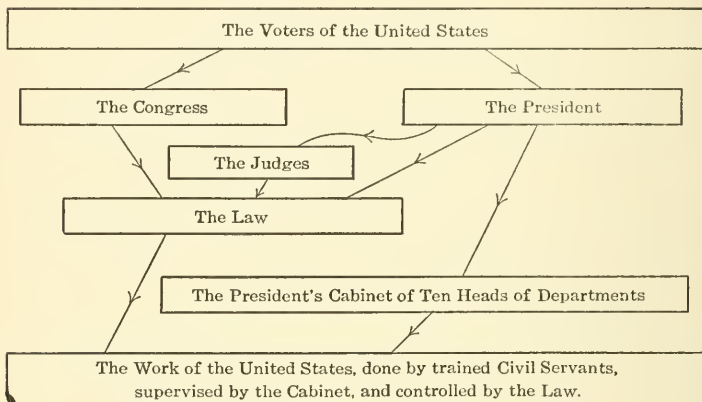 The Voters of the United States
The Congress
The President
The Judges
The Law
The President's Cabinet of Ten Heads of Departments
The Work of the United States, done by trained Civil Servants,
supervised by the Cabinet, and controlled by the Law.